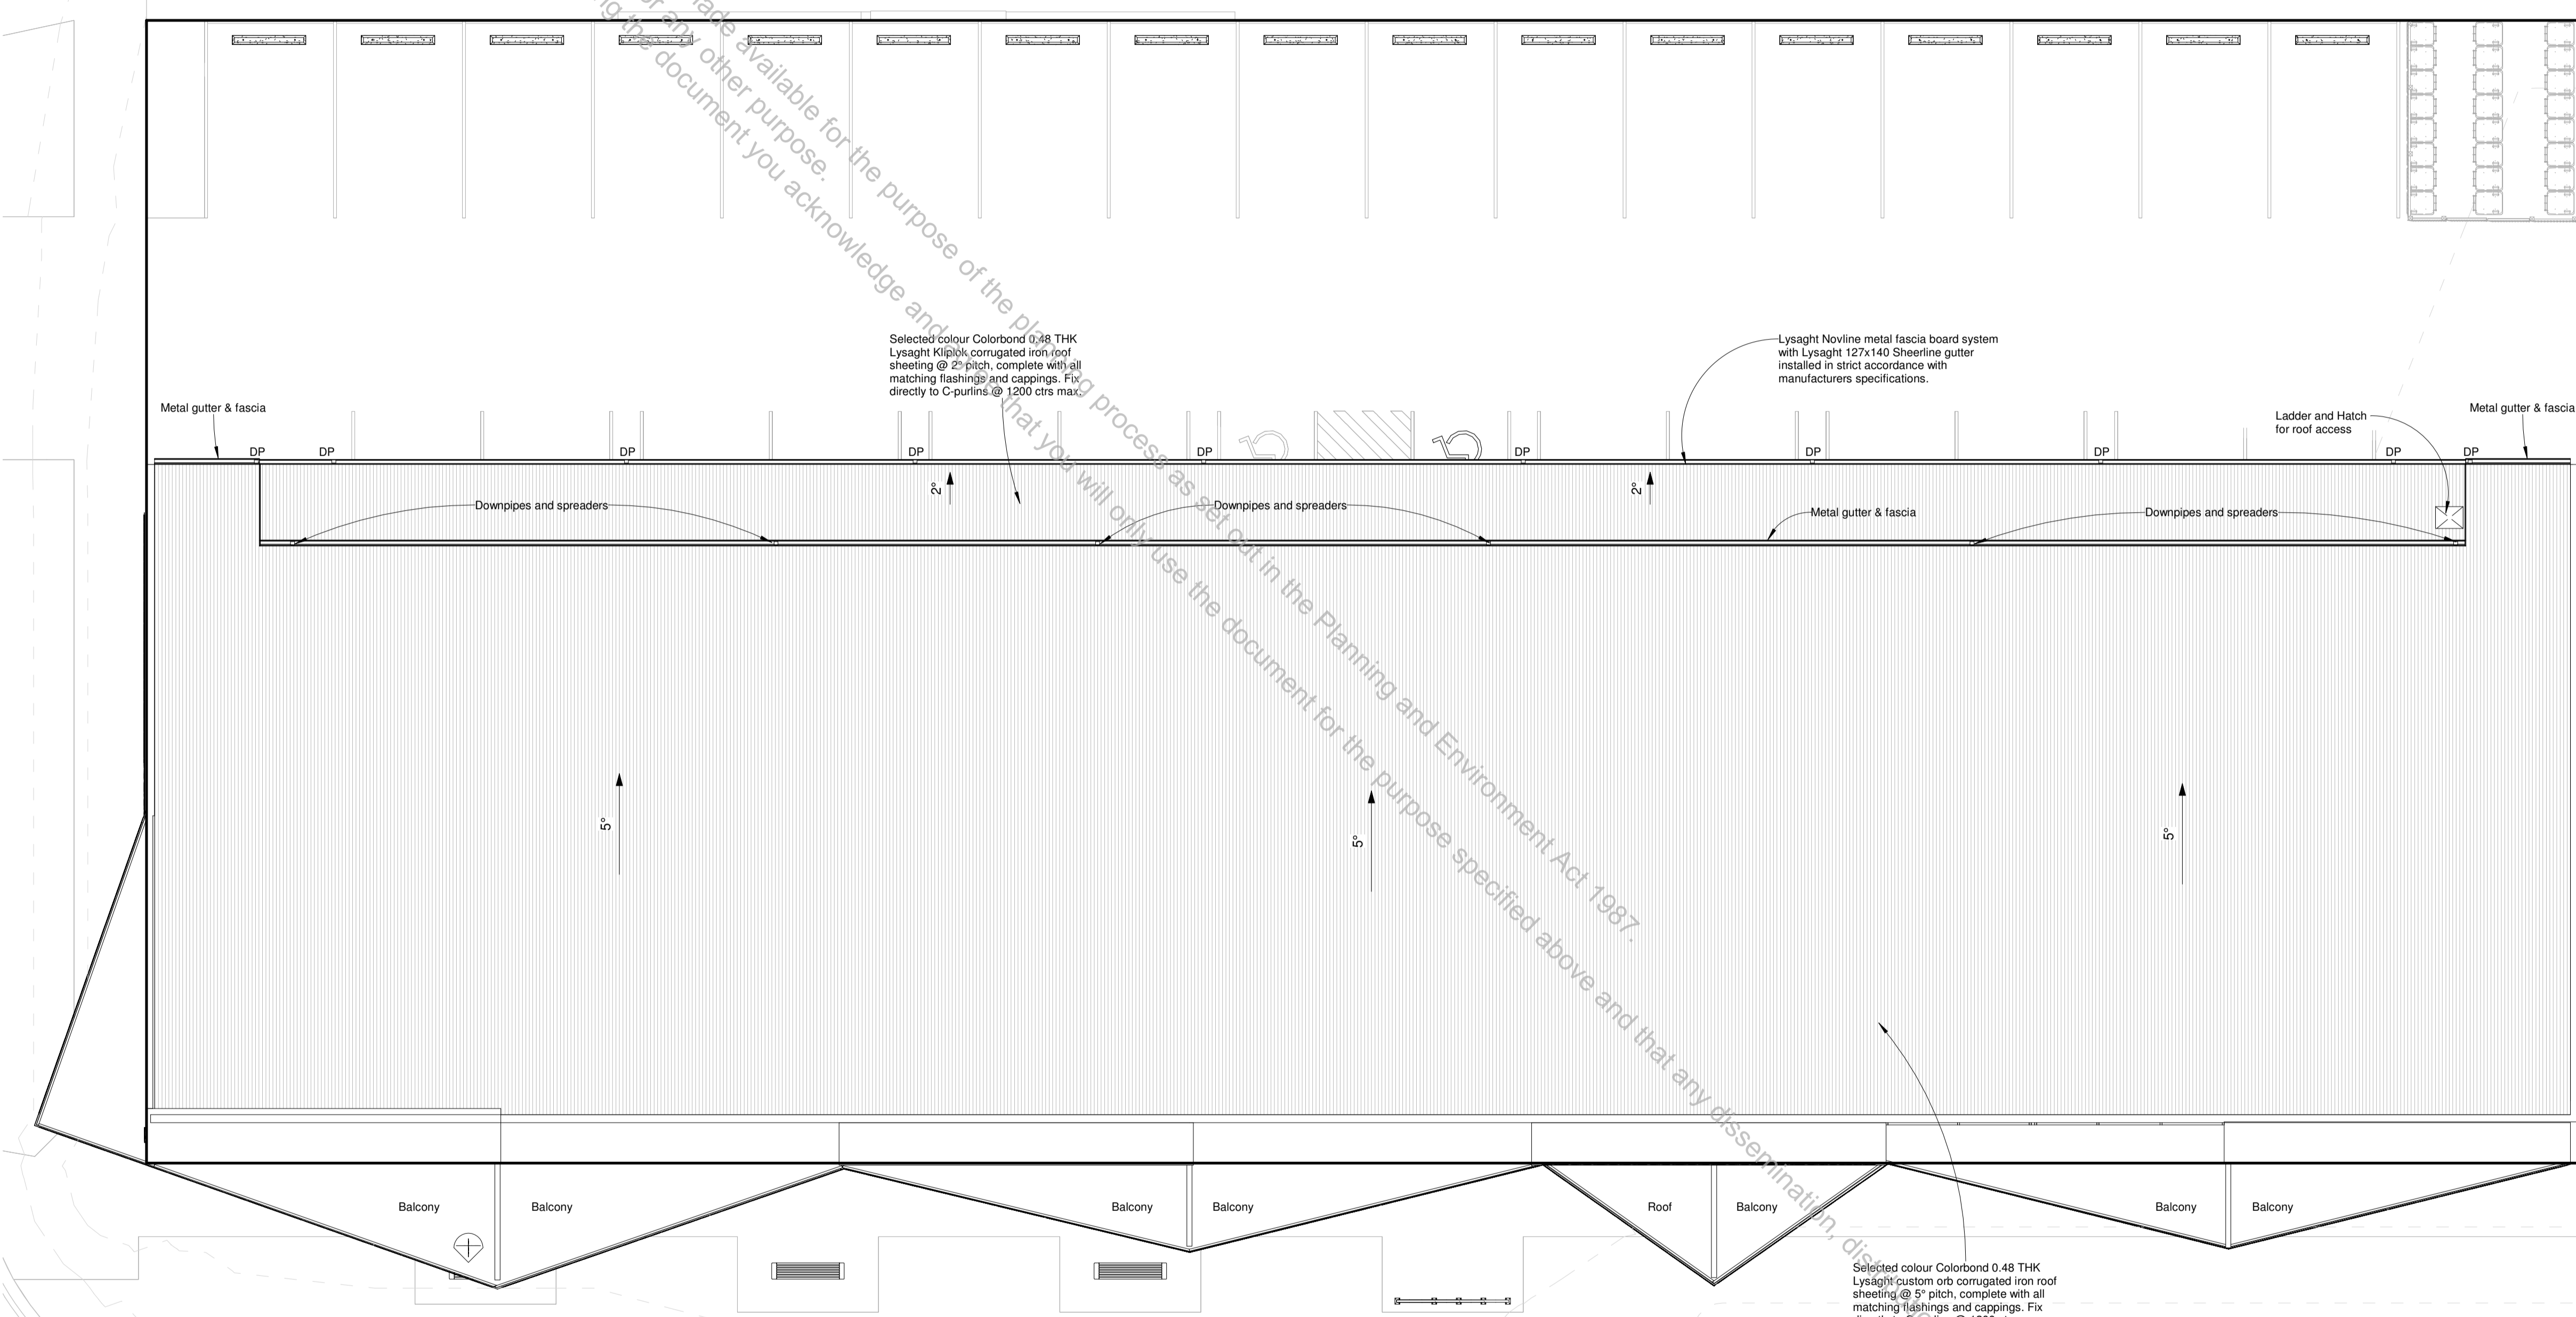 ade available for the purpose of the planning process as set out in the Planning and Environment Act 1987.
or any other purpose.
ng the document you acknowledge and agree that you will only use the document for the purpose specified above and that any dissemination,
Selected colour Colorbond 0.48 THK
Lysaght Kliplok corrugated iron roof
sheeting @ 2° pitch, complete with all
matching flashings and cappings. Fix
directly to C-purlins @ 1200 ctrs max.
Lysaght Novline metal fascia board system
with Lysaght 127x140 Sheerline gutter
installed in strict accordance with
manufacturers specifications.
Metal gutter & fascia
Ladder and Hatch
for roof access
Metal gutter & fascia
DP
DP
DP
DP
DP
DP
DP
DP
DP
DP
2°
2°
Downpipes and spreaders
Downpipes and spreaders
Metal gutter & fascia
Downpipes and spreaders
5°
5°
5°
Balcony
Balcony
Balcony
Balcony
Roof
Balcony
Balcony
Balcony
Selected colour Colorbond 0.48 THK
Lysaght custom orb corrugated iron roof
sheeting @ 5° pitch, complete with all
matching flashings and cappings. Fix